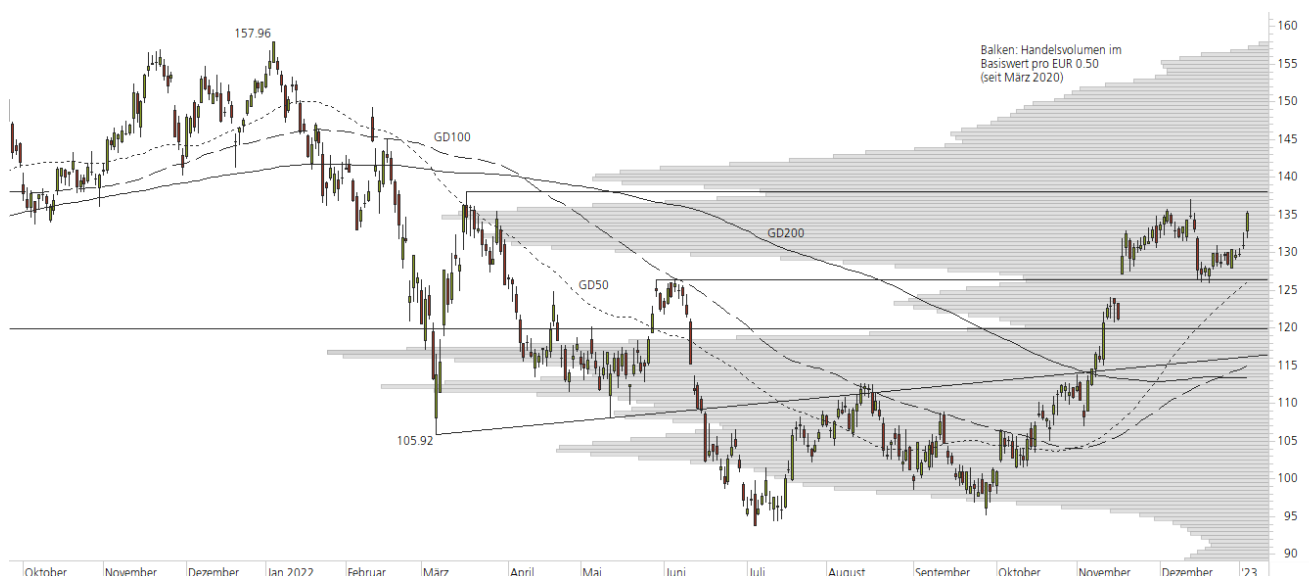 157.96
GD100
GD50
GD200
105.92
Balken: Handelsvolumen im
Basiswert pro EUR 0.50
(seit März 2020)
160
155
150
145
140
135
130
125
120
115
110
105
100
95
90
Oktober November Dezember Jan 2022 Februar März April Mai Juni Juli August September Oktober November Dezember '23